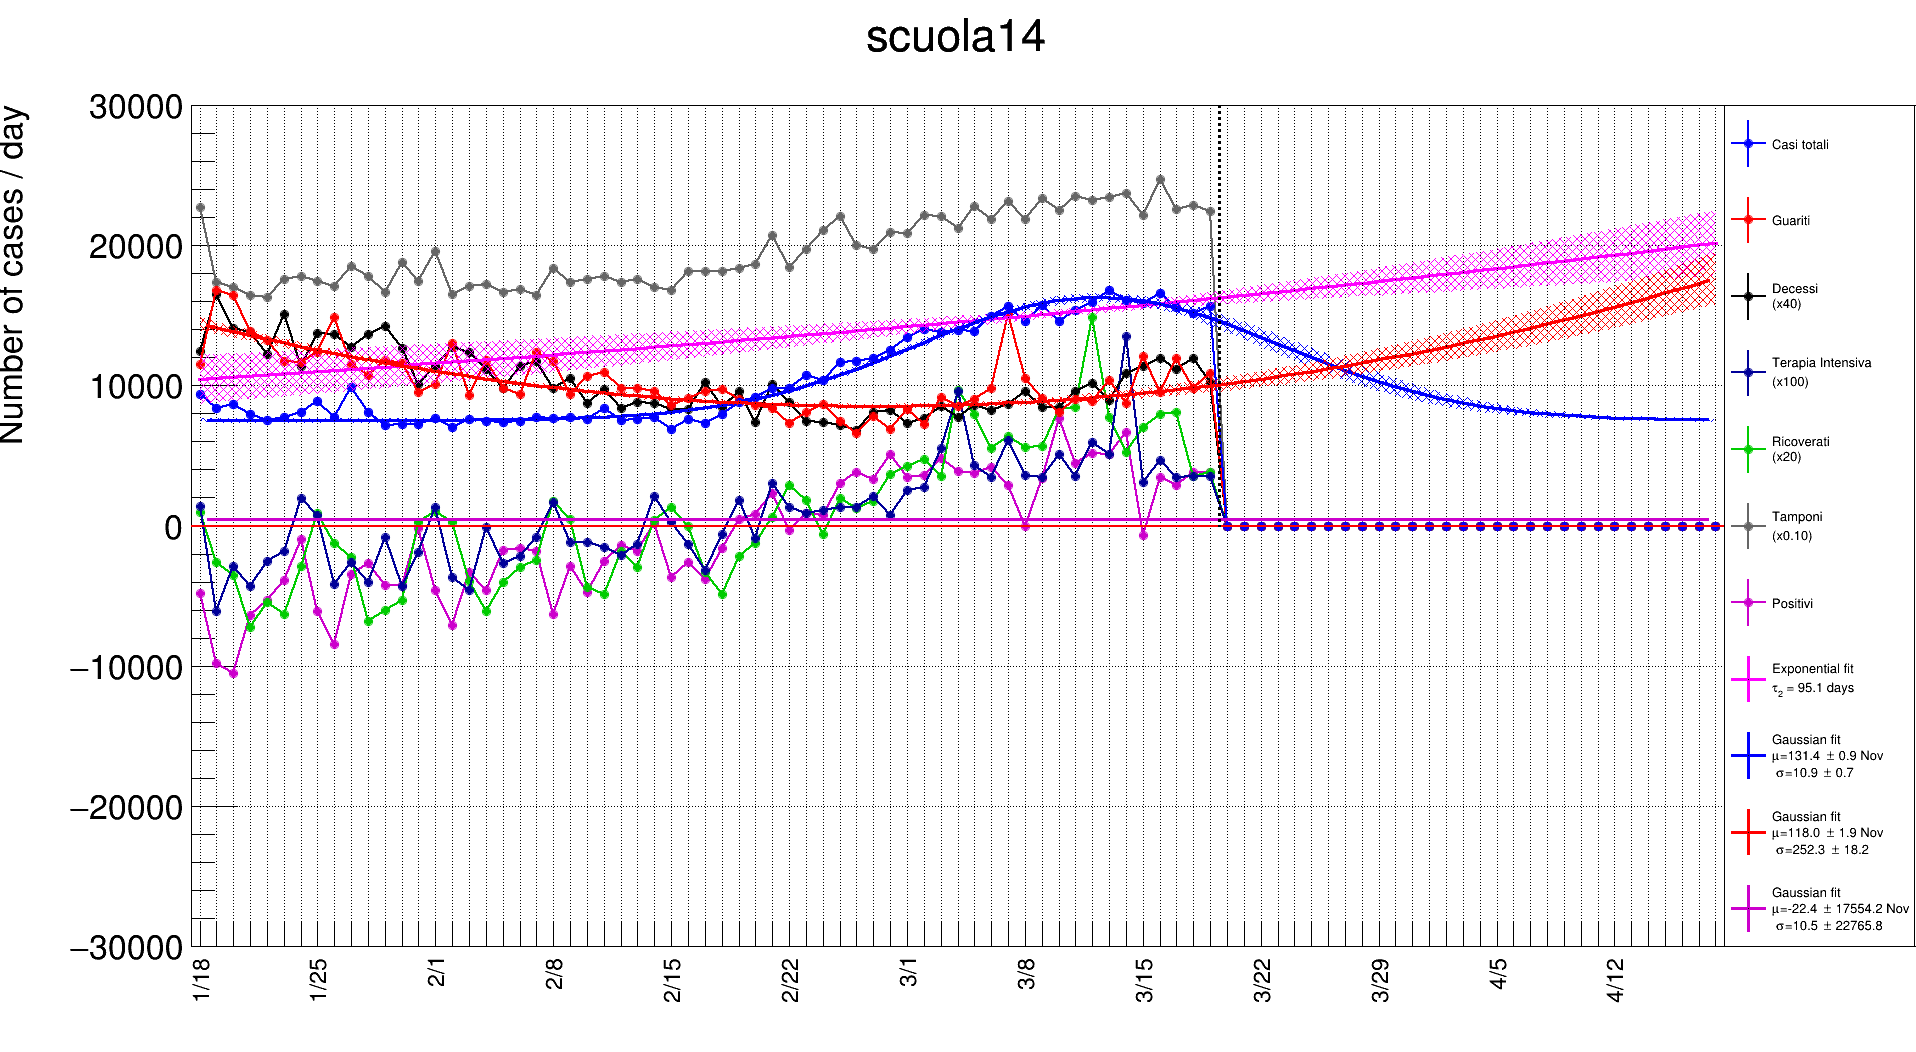 scuola14
Number of cases / day
30000
20000
10000
0
−10000
−20000
−30000
1/18
1/25
2/1
2/8
2/15
2/22
3/1
3/8
3/15
3/22
3/29
4/5
4/12
Casi totali
Guariti
Decessi
(x40)
Terapia Intensiva
(x100)
Ricoverati
(x20)
Tamponi
(x0.10)
Positivi
Exponential fit
τ2 = 95.1 days
Gaussian fit
μ=131.4 ± 0.9 Nov
σ=10.9 ± 0.7
Gaussian fit
μ=118.0 ± 1.9 Nov
σ=252.3 ± 18.2
Gaussian fit
μ=-22.4 ± 17554.2 Nov
σ=10.5 ± 22765.8